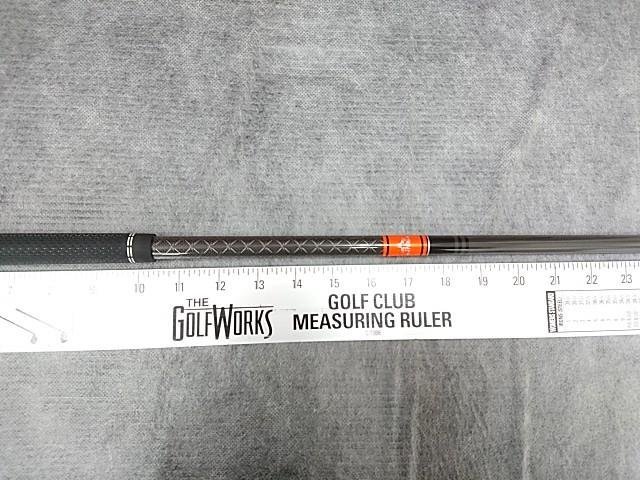 10 11 12 13 14 15 16 17 18 19 20 21 22 23
THE
GOLFWORKS
GOLF CLUB
MEASURING RULER